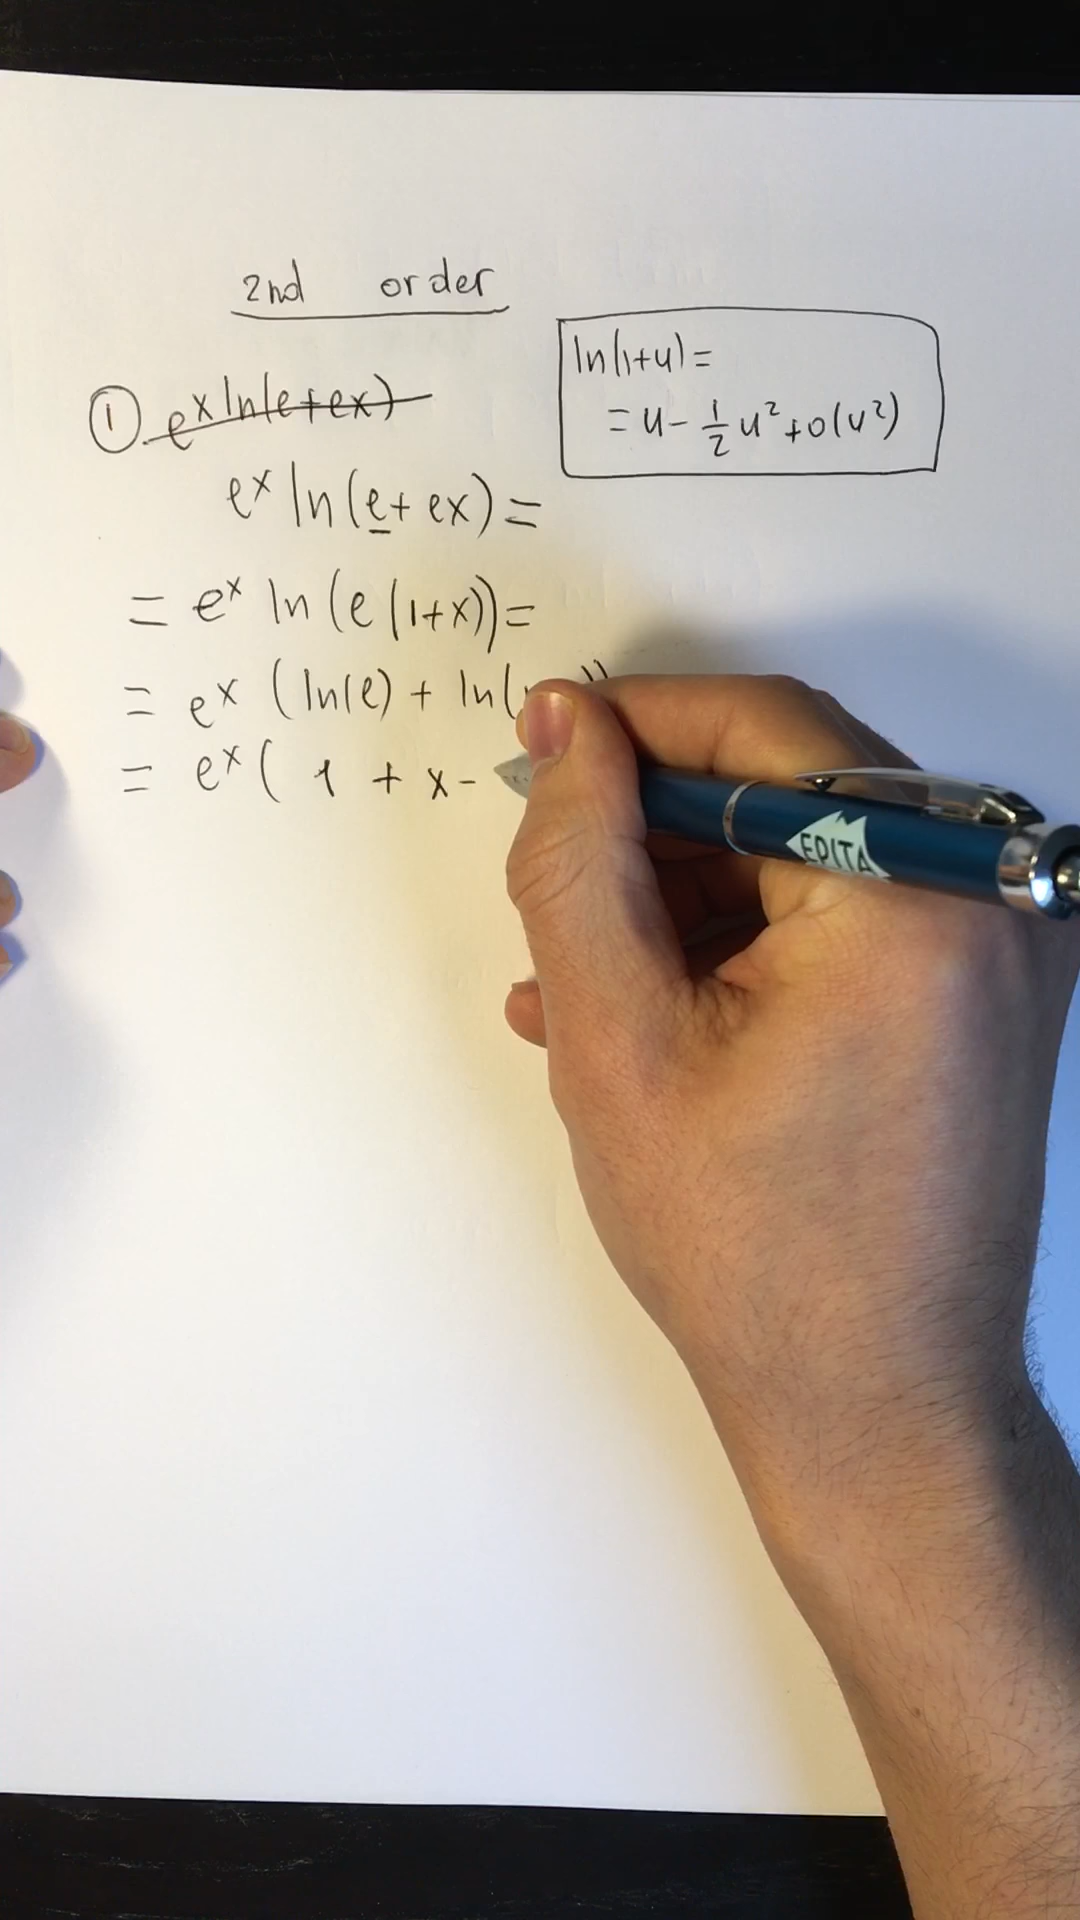 2nd order
ln(1+u)=
= u - 1/2 u² + o(u²)
① e^x ln(e+ex)
e^x ln(e+ex)=
= e^x ln(e(1+x))=
= e^x (ln(e) + ln(
= e^x ( 1 + x -
EPITA